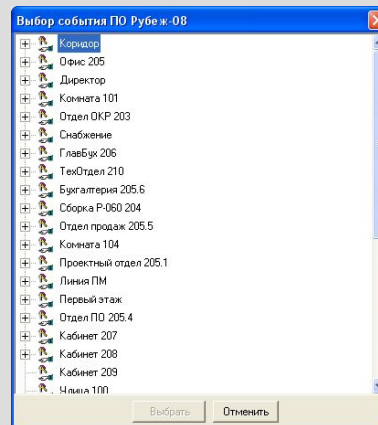 Выбор события ПО Рубеж-08
Коридор
Офис 205
Директор
Комната 101
Отдел ОКР 203
Снабжение
ГлавБух 206
ТехОтдел 210
Бухгалтерия 205.6
Сборка Р-060 204
Отдел продаж 205.5
Комната 104
Проектный отдел 205.1
Линия ПМ
Первый этаж
Отдел ПО 205.4
Кабинет 207
Кабинет 208
Кабинет 209
Улица 100
Выбрать Отменить